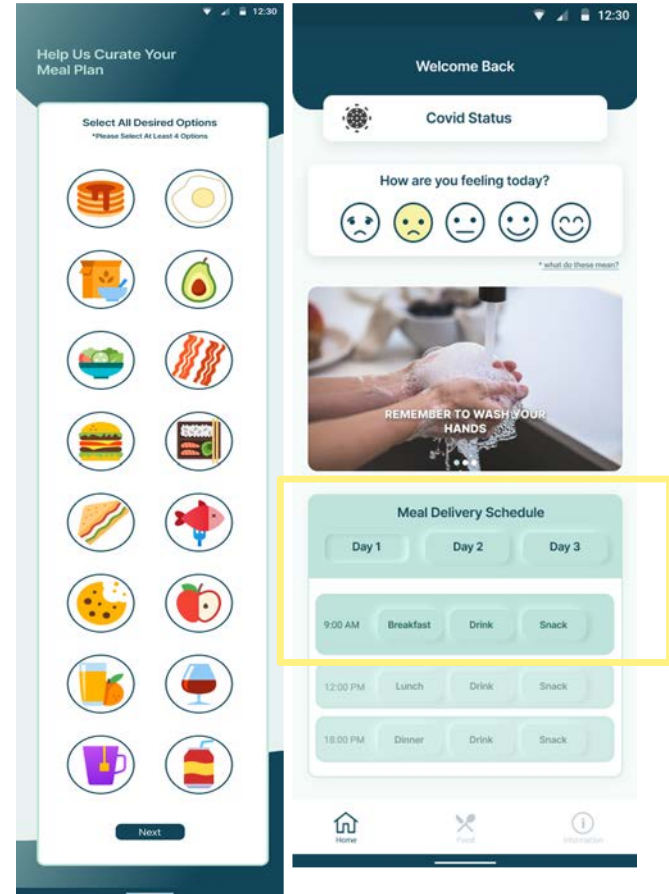 12:30
Help Us Curate Your
Meal Plan
Select All Desired Options
*Please Select At Least 4 Options
Next
12:30
Welcome Back
Covid Status
How are you feeling today?
* what do these mean?
REMEMBER TO WASH YOUR
HANDS
Meal Delivery Schedule
Day 1 Day 2 Day 3
9:00 AM Breakfast Drink Snack
12:00 PM Lunch Drink Snack
18:00 PM Dinner Drink Snack
Home Food Information